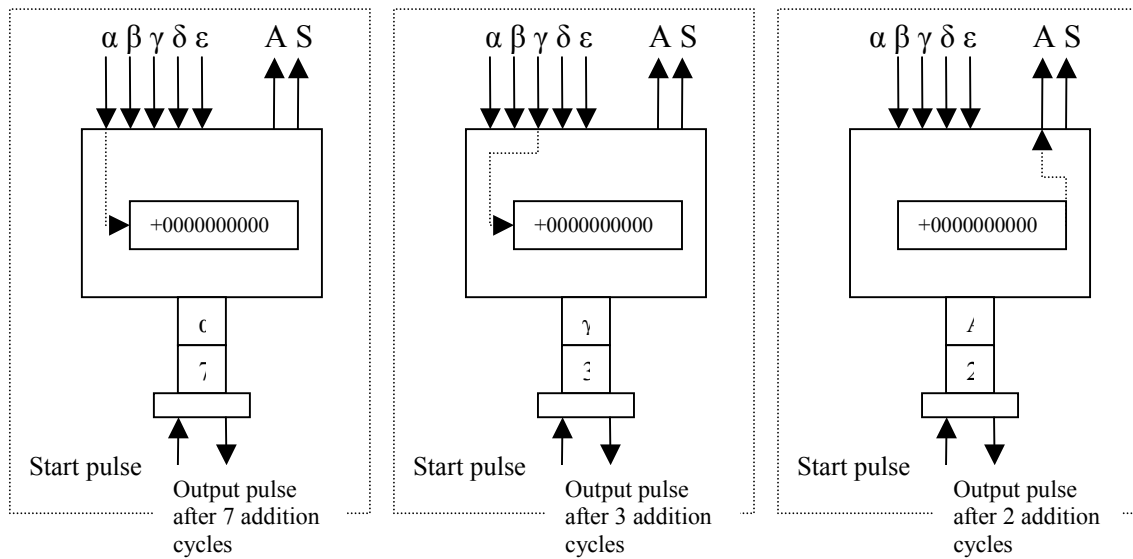 α β γ δ ε A S
+0000000000
7
Start pulse
Output pulse
after 7 addition
cycles
α β γ δ ε A S
+0000000000
γ
3
Start pulse
Output pulse
after 3 addition
cycles
α β γ δ ε A S
+0000000000
2
Start pulse
Output pulse
after 2 addition
cycles